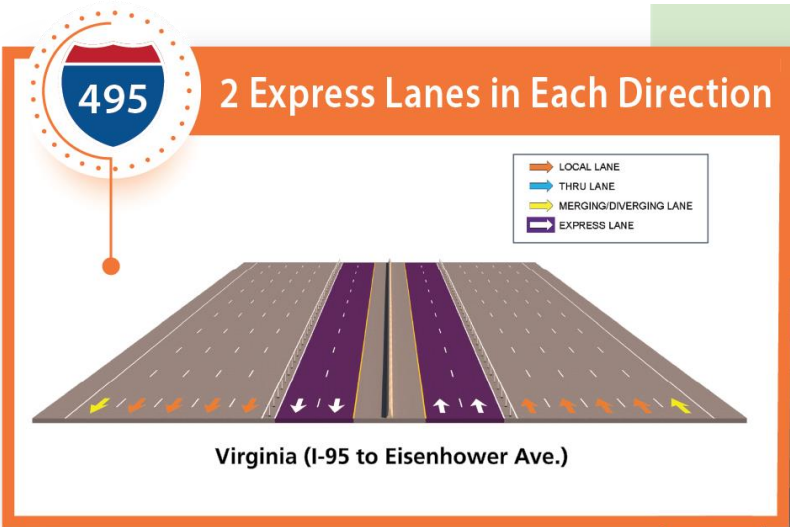 495
2 Express Lanes in Each Direction
LOCAL LANE
THRU LANE
MERGING/DIVERGING LANE
EXPRESS LANE
Virginia (I-95 to Eisenhower Ave.)